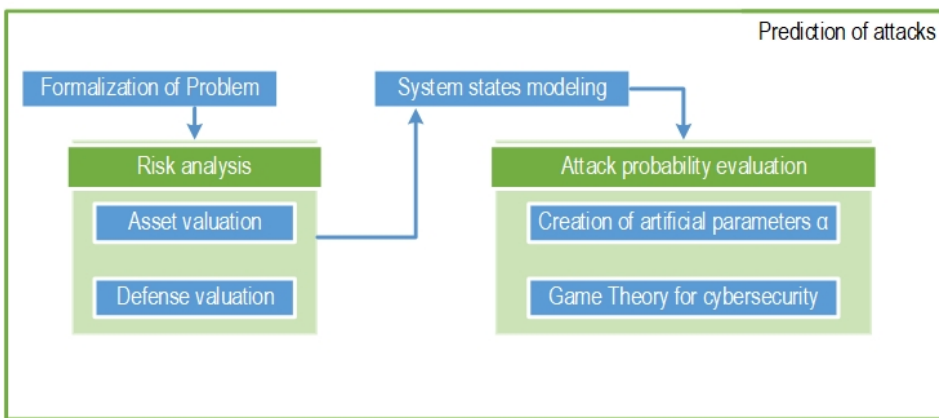 Prediction of attacks
Formalization of Problem
System states modeling
Risk analysis
Asset valuation
Defense valuation
Attack probability evaluation
Creation of artificial parameters α
Game Theory for cybersecurity